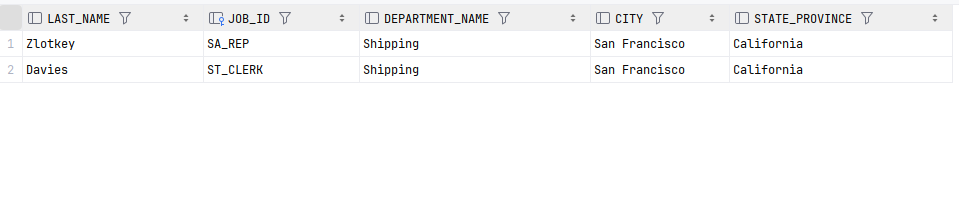 LAST_NAME JOB_ID DEPARTMENT_NAME CITY STATE_PROVINCE
1 Zlotkey SA_REP Shipping San Francisco California
2 Davies ST_CLERK Shipping San Francisco California